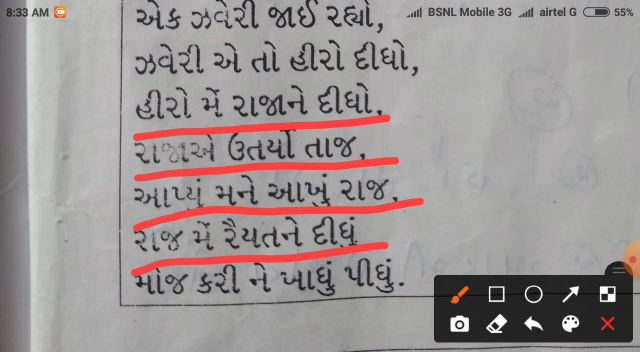 8:33 AM BSNL Mobile 3G airtel G 55%
એક ઝવેરી જાઈ રહ્યો,
ઝવેરી એ તો હીરો દીધો,
હીરો મેં રાજાને દીધો.
રાજાએ ઉતર્યો તાજ,
આપ્યું મને આખું રાજ.
રાજ મેં રૈયતને દીધું
મોજ કરી ને ખાધું પીધું.